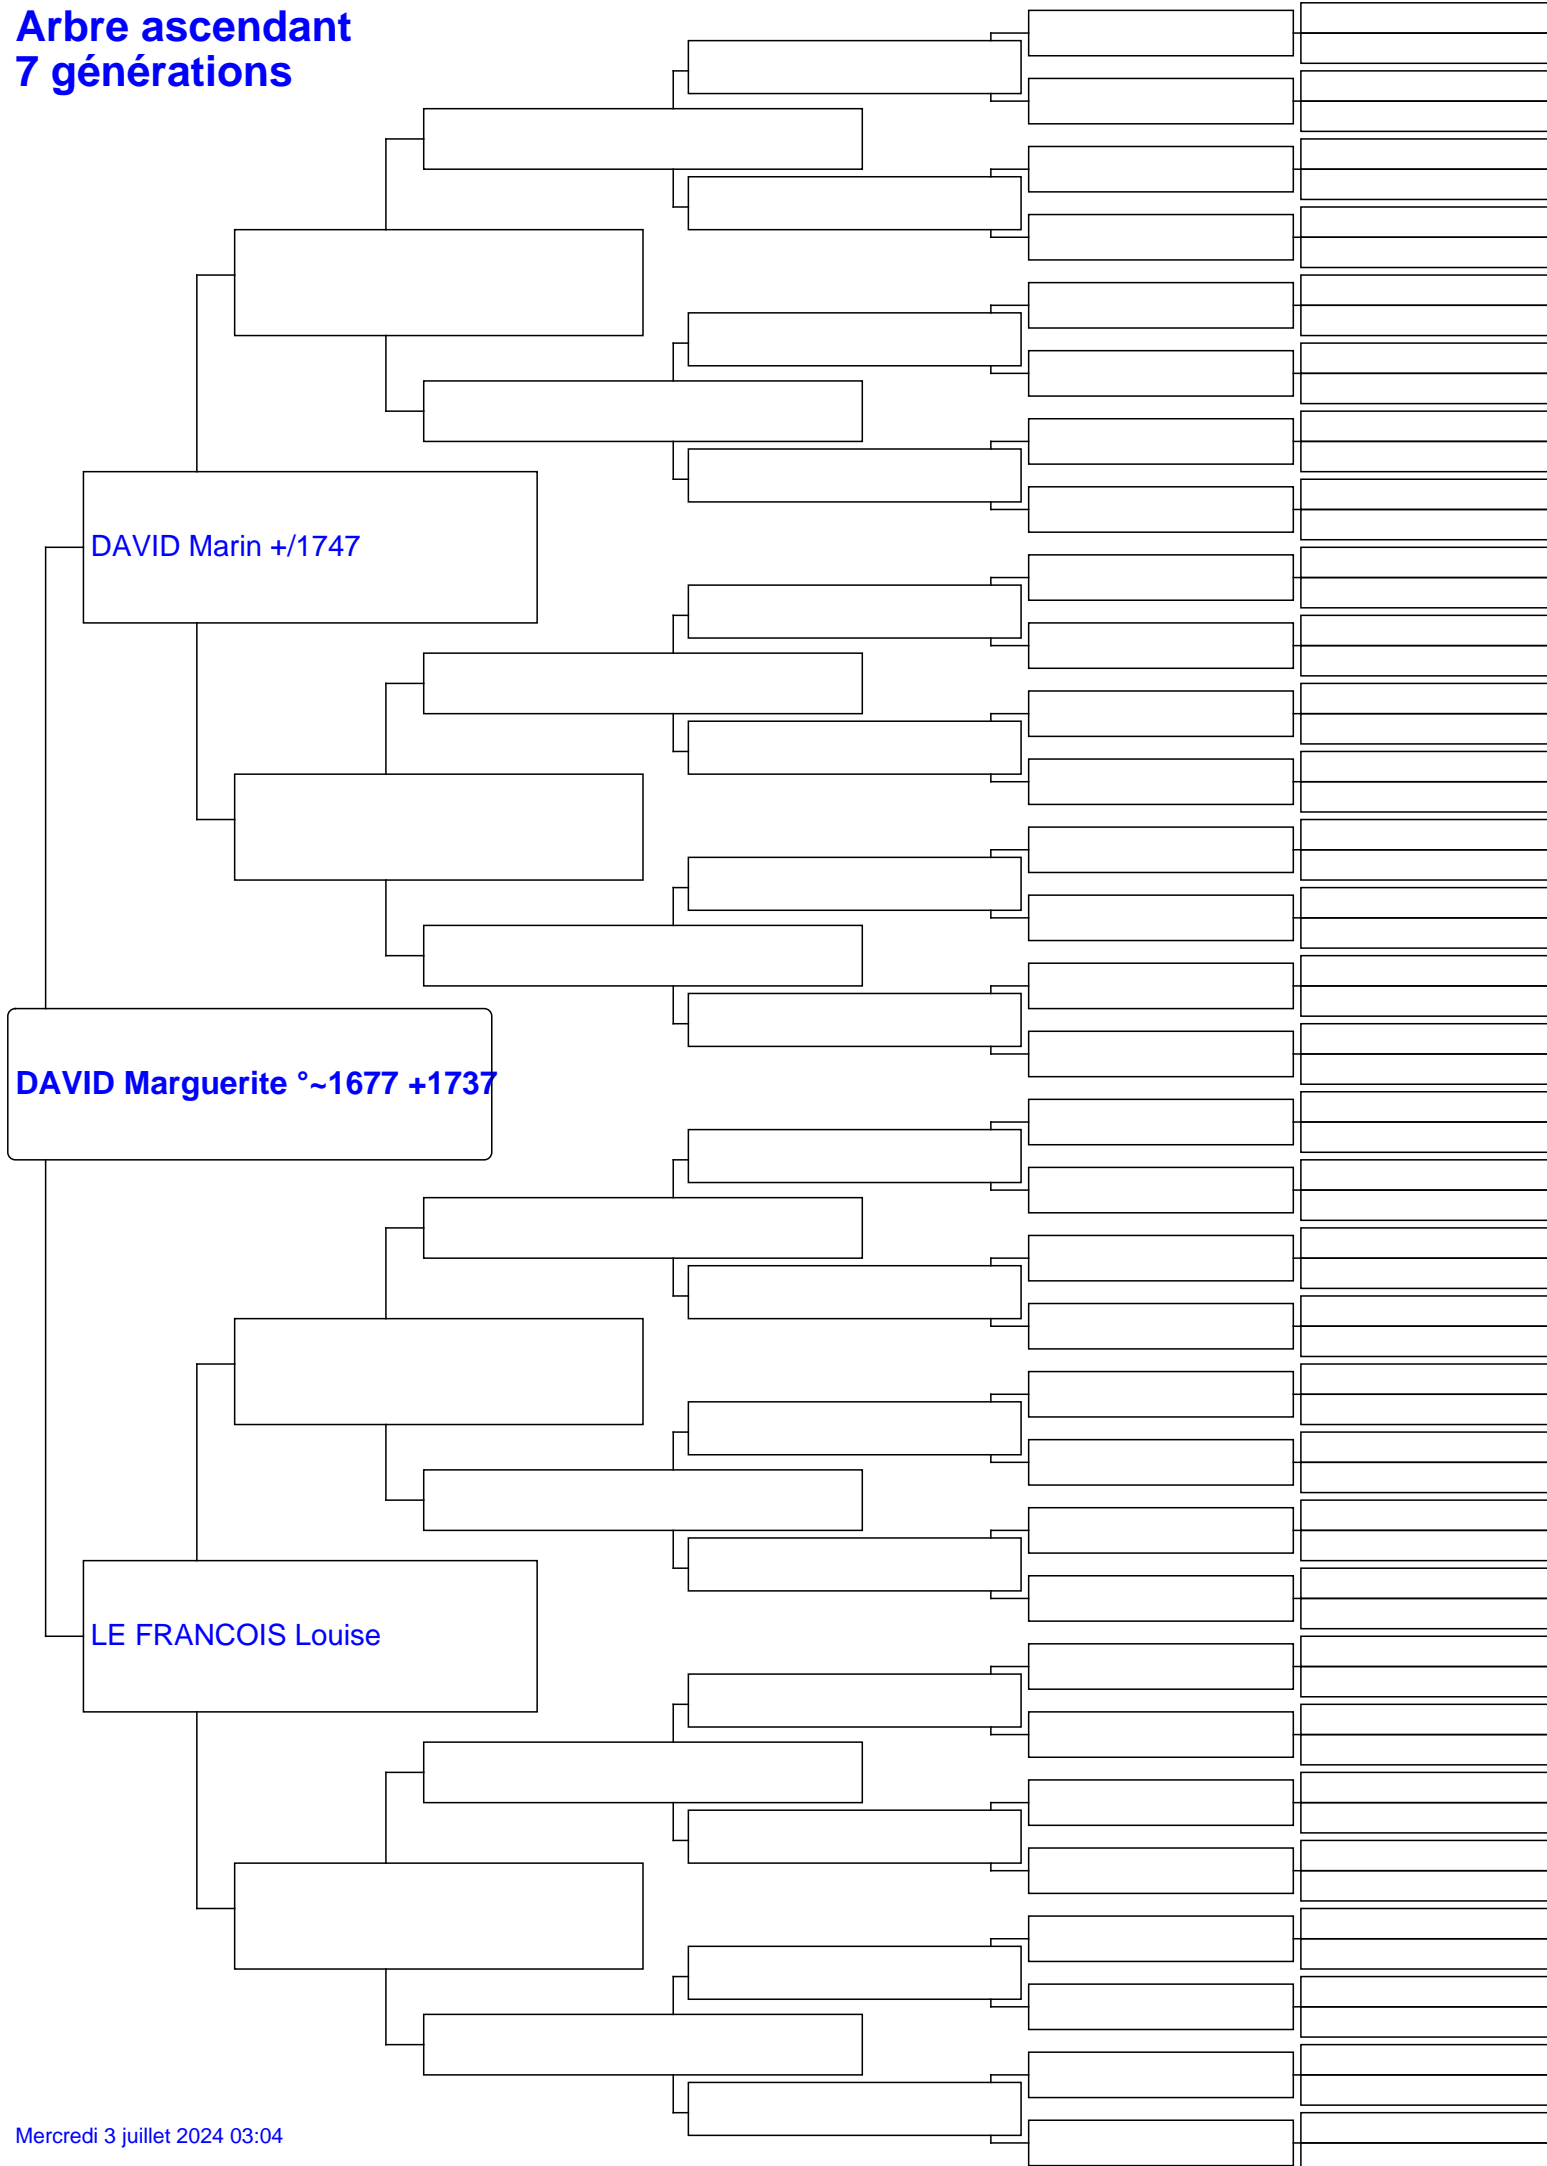 Arbre ascendant
7 générations
DAVID Marin +/1747
DAVID Marguerite °~1677 +1737
LE FRANCOIS Louise
Mercredi 3 juillet 2024 03:04